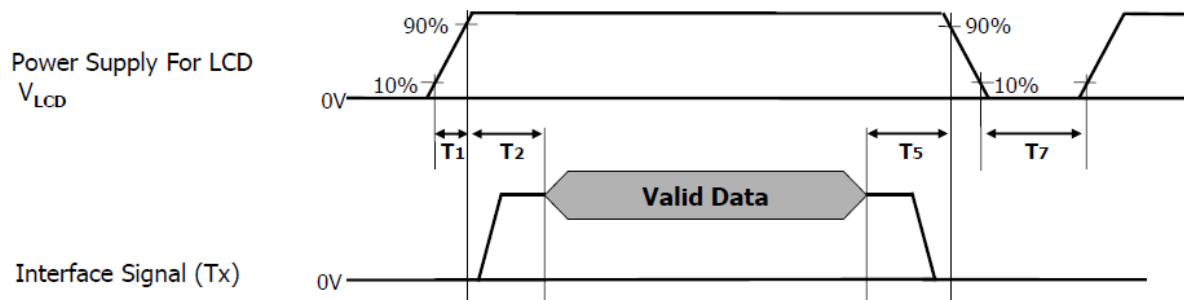 90%
90%
Power Supply For LCD
VLCD
10%
10%
0V
T1
T2
T5
T7
Valid Data
Interface Signal (Tx)
0V